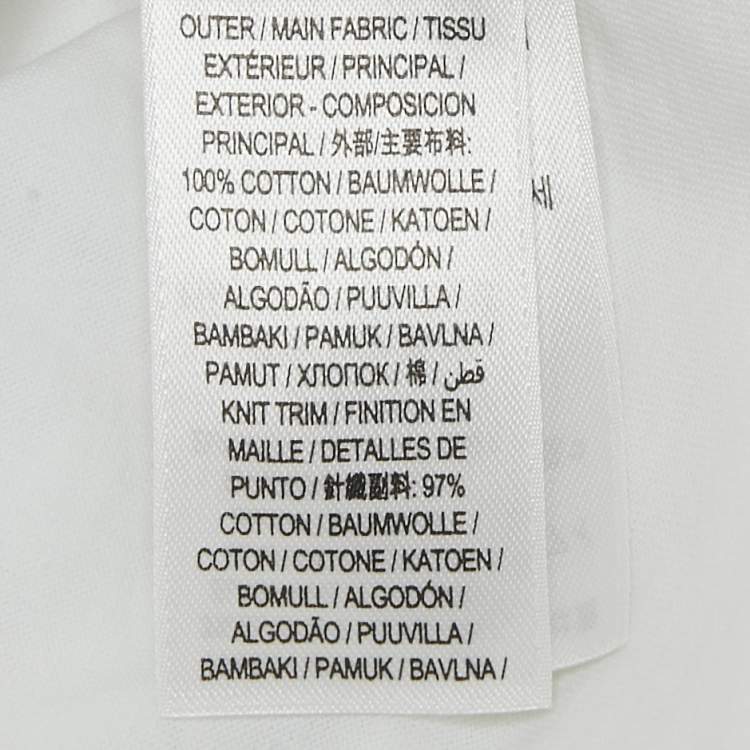 OUTER / MAIN FABRIC / TISSU
EXTÉRIEUR / PRINCIPAL /
EXTERIOR - COMPOSICION
PRINCIPAL / 外部/主要布料:
100% COTTON / BAUMWOLLE /
COTON / COTONE / KATOEN /
BOMULL / ALGODÓN /
ALGODÃO / PUUVILLA /
BAMBAKI / PAMUK / BAVLNA /
PAMUT / ХЛОПОК / 棉 / قطن
KNIT TRIM / FINITION EN
MAILLE / DETALLES DE
PUNTO / 針織副料: 97%
COTTON / BAUMWOLLE /
COTON / COTONE / KATOEN /
BOMULL / ALGODÓN /
ALGODÃO / PUUVILLA /
BAMBAKI / PAMUK / BAVLNA /